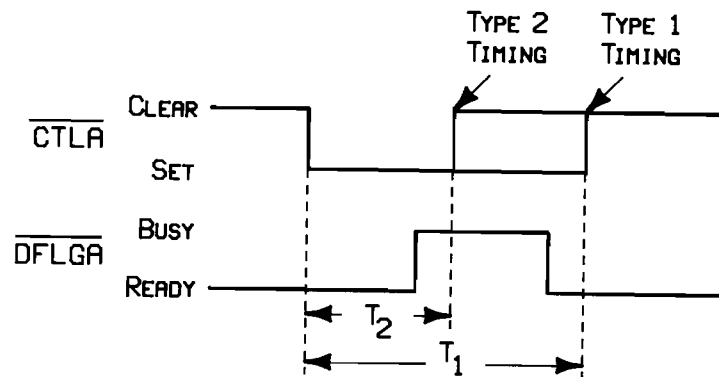 TYPE 2
TIMING
TYPE 1
TIMING
CLEAR
CTLA
SET
BUSY
DFLGA
READY
T2
T1